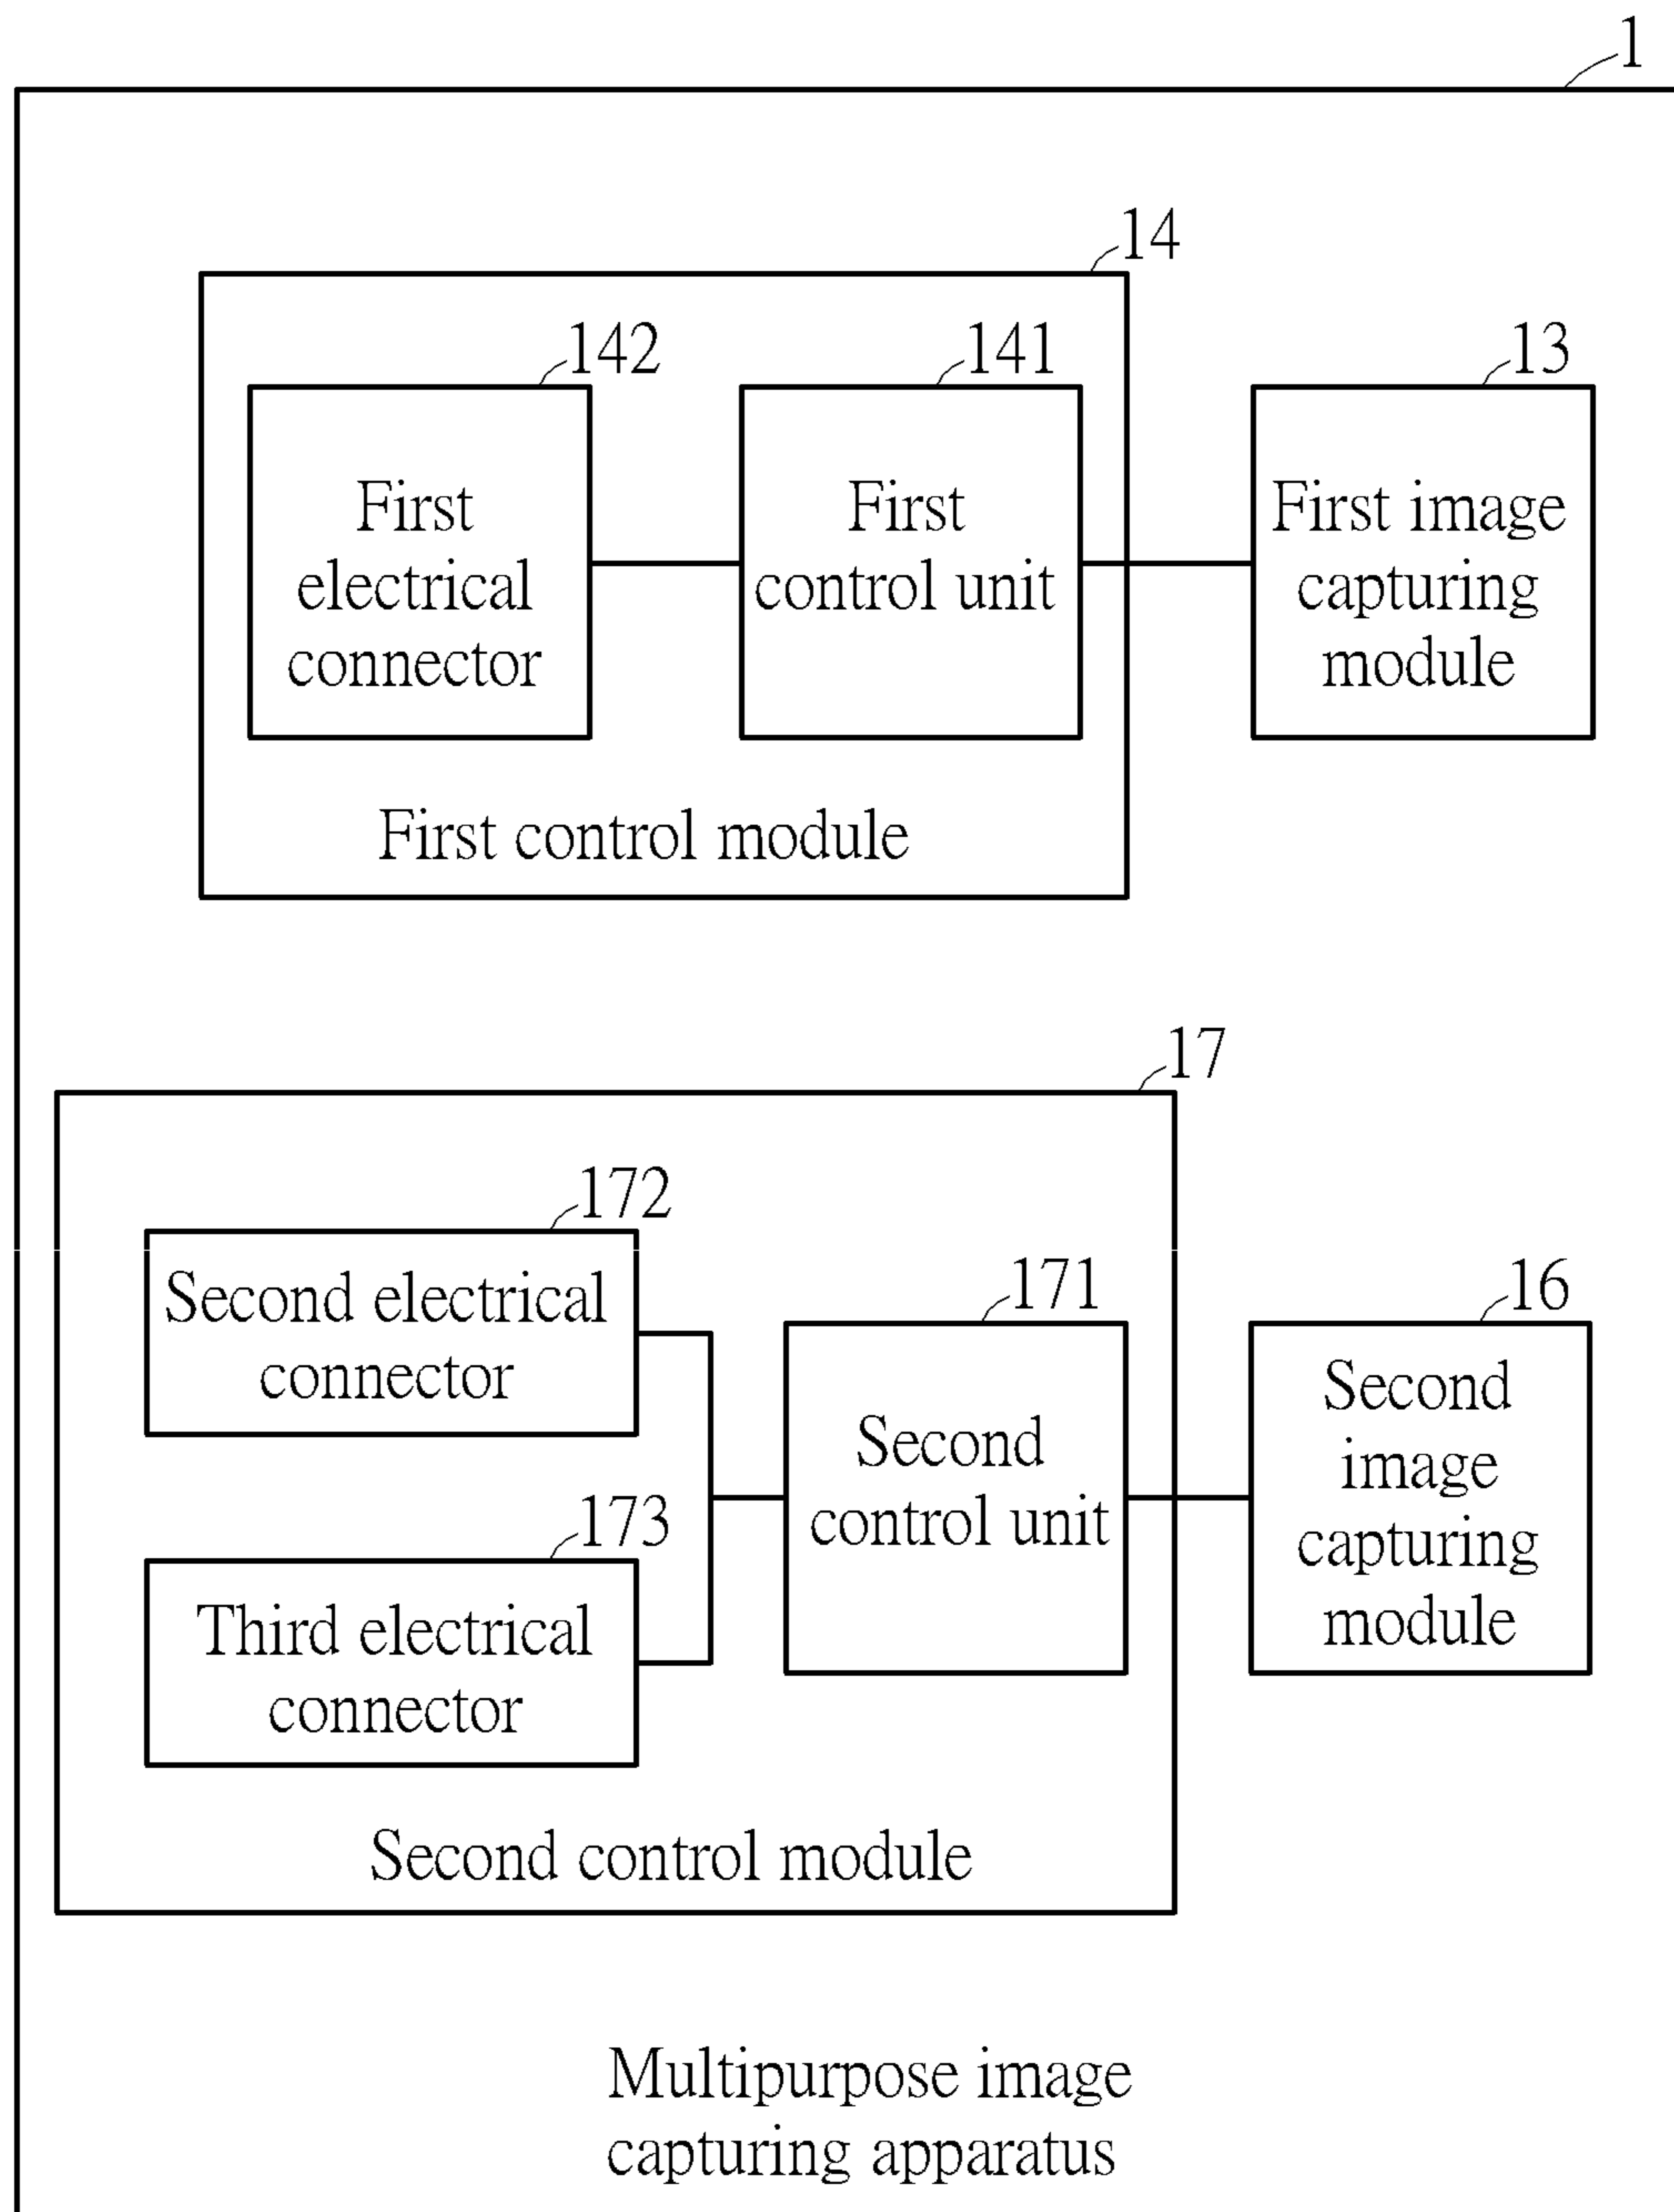 1
14
142
141
13
First
electrical
connector
First
control unit
First image
capturing
module
First control module
17
172
171
16
Second electrical
connector
Second
control unit
Second
image
capturing
module
173
Third electrical
connector
Second control module
Multipurpose image
capturing apparatus